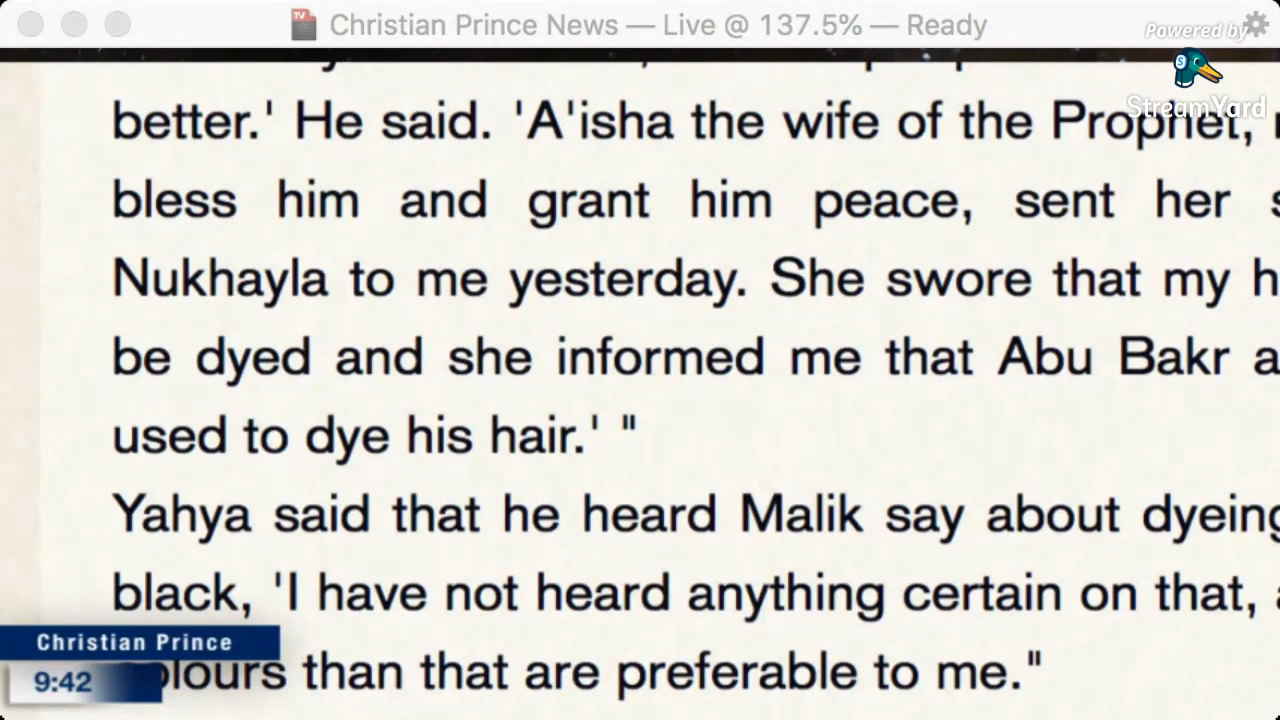 Christian Prince News — Live @ 137.5% — Ready
Powered by
StreamYard
better.' He said. 'A'isha the wife of the Prophet,
bless him and grant him peace, sent her
Nukhayla to me yesterday. She swore that my
be dyed and she informed me that Abu Bakr
used to dye his hair.' "
Yahya said that he heard Malik say about dyeing
black, 'I have not heard anything certain on that,
than that are preferable to me."
Christian Prince
9:42